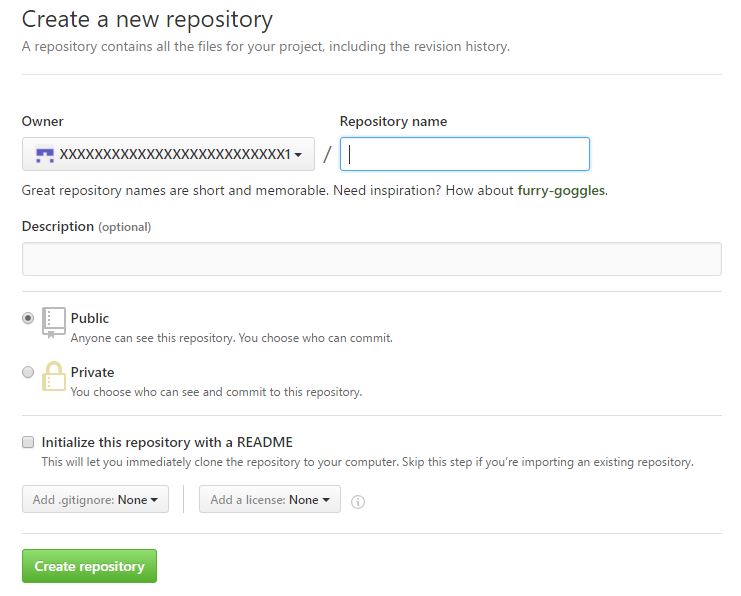 Create a new repository
A repository contains all the files for your project, including the revision history.
Owner
Repository name
XXXXXXXXXXXXXXXXXXXXXXXXXX1
/
Great repository names are short and memorable. Need inspiration? How about furry-goggles.
Description (optional)
Public
Anyone can see this repository. You choose who can commit.
Private
You choose who can see and commit to this repository.
Initialize this repository with a README
This will let you immediately clone the repository to your computer. Skip this step if you’re importing an existing repository.
Add .gitignore: None
Add a license: None
Create repository